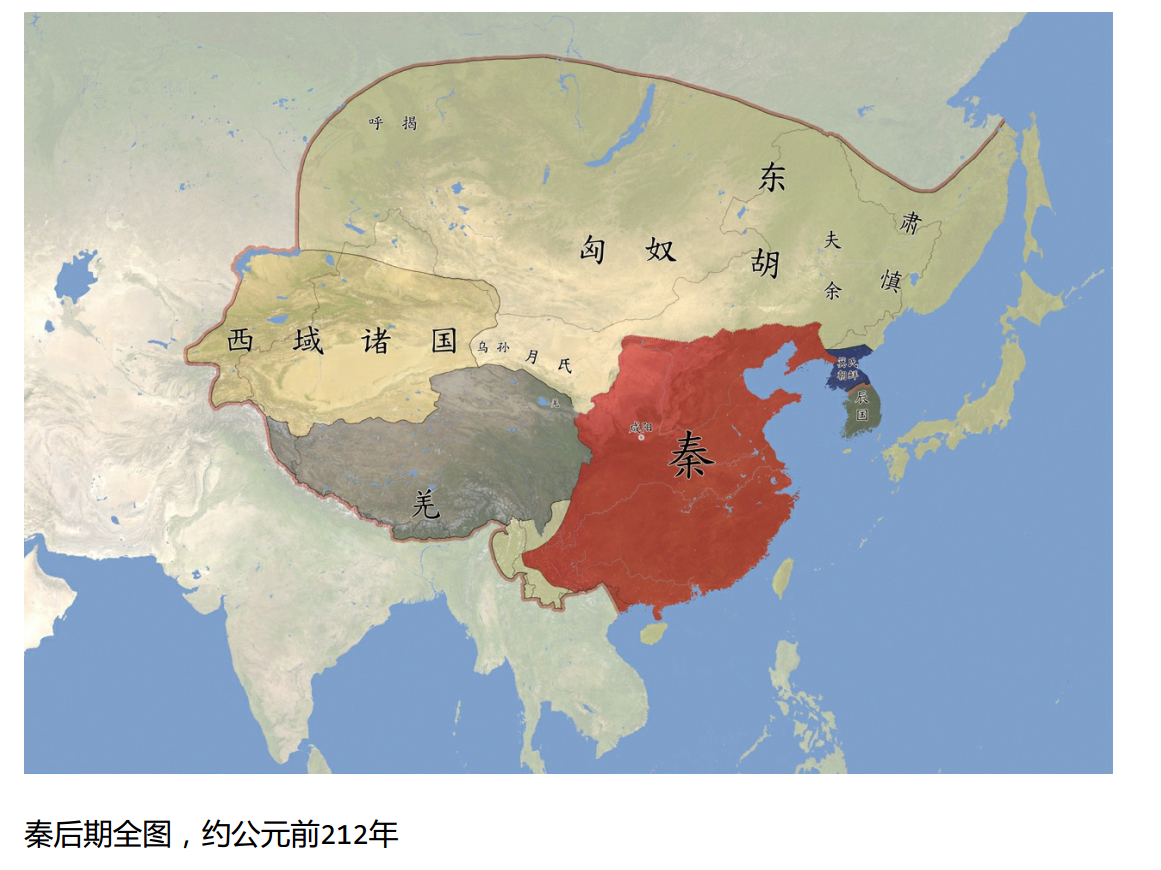 呼揭
东胡
肃慎
夫余
匈奴
西域诸国
乌孙
月氏
羌
箕氏
朝鲜
辰国
咸阳
秦
羌
秦后期全图，约公元前212年